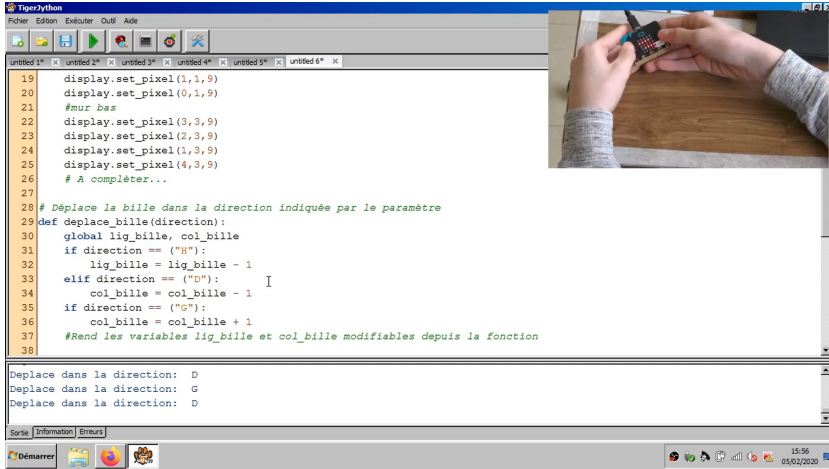 TigerJython
Fichier Edition Exécuter Outil Aide
untitled 1* untitled 2* untitled 3* untitled 4* untitled 5* untitled 6*
19 display.set_pixel(1,1,9)
20 display.set_pixel(0,1,9)
21 #mur bas
22 display.set_pixel(3,3,9)
23 display.set_pixel(2,3,9)
24 display.set_pixel(1,3,9)
25 display.set_pixel(4,3,9)
26 # A complèter...
27
28 # Déplace la bille dans la direction indiquée par le paramètre
29 def deplace_bille(direction):
30 global lig_bille, col_bille
31 if direction == ("H"):
32 lig_bille = lig_bille - 1
33 elif direction == ("D"):
34 col_bille = col_bille - 1
35 if direction == ("G"):
36 col_bille = col_bille + 1
37 #Rend les variables lig_bille et col_bille modifiables depuis la fonction
38
Deplace dans la direction: D
Deplace dans la direction: G
Deplace dans la direction: D
Sortie Information Erreurs
Démarrer
15:56
05/02/2020